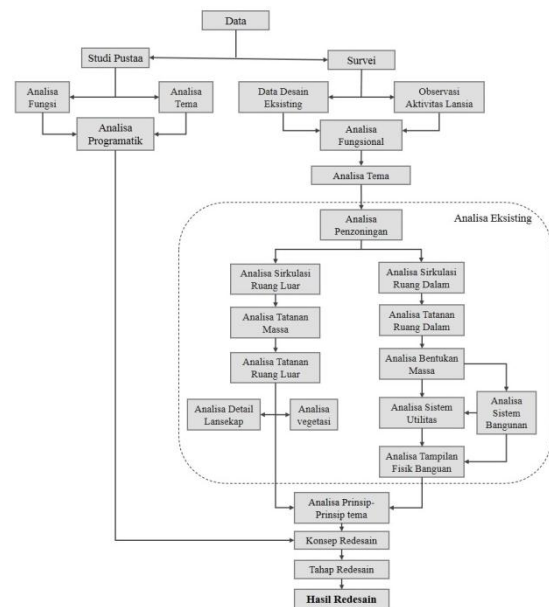 Data
Studi Pustaa
Survei
Analisa
Fungsi
Analisa
Tema
Data Desain
Eksisting
Observasi
Aktivitas Lansia
Analisa
Programatik
Analisa
Fungsional
Analisa Tema
Analisa Eksisting
Analisa
Penzoningan
Analisa Sirkulasi
Ruang Luar
Analisa Sirkulasi
Ruang Dalam
Analisa Tatanan
Massa
Analisa Tatanan
Ruang Dalam
Analisa Tatanan
Ruang Luar
Analisa Bentukan
Massa
Analisa Detail
Lansekap
Analisa
vegetasi
Analisa Sistem
Utilitas
Analisa
Sistem
Bangunan
Analisa Tampilan
Fisik Banguan
Analisa Prinsip-
Prinsip tema
Konsep Redesain
Tahap Redesain
Hasil Redesain